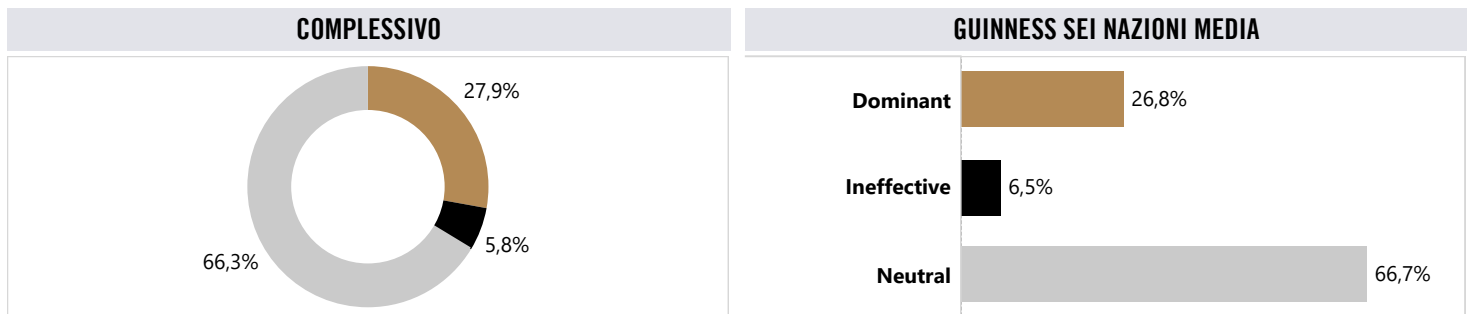 COMPLESSIVO
27,9%
5,8%
66,3%
GUINNESS SEI NAZIONI MEDIA
Dominant 26,8%
Ineffective 6,5%
Neutral 66,7%